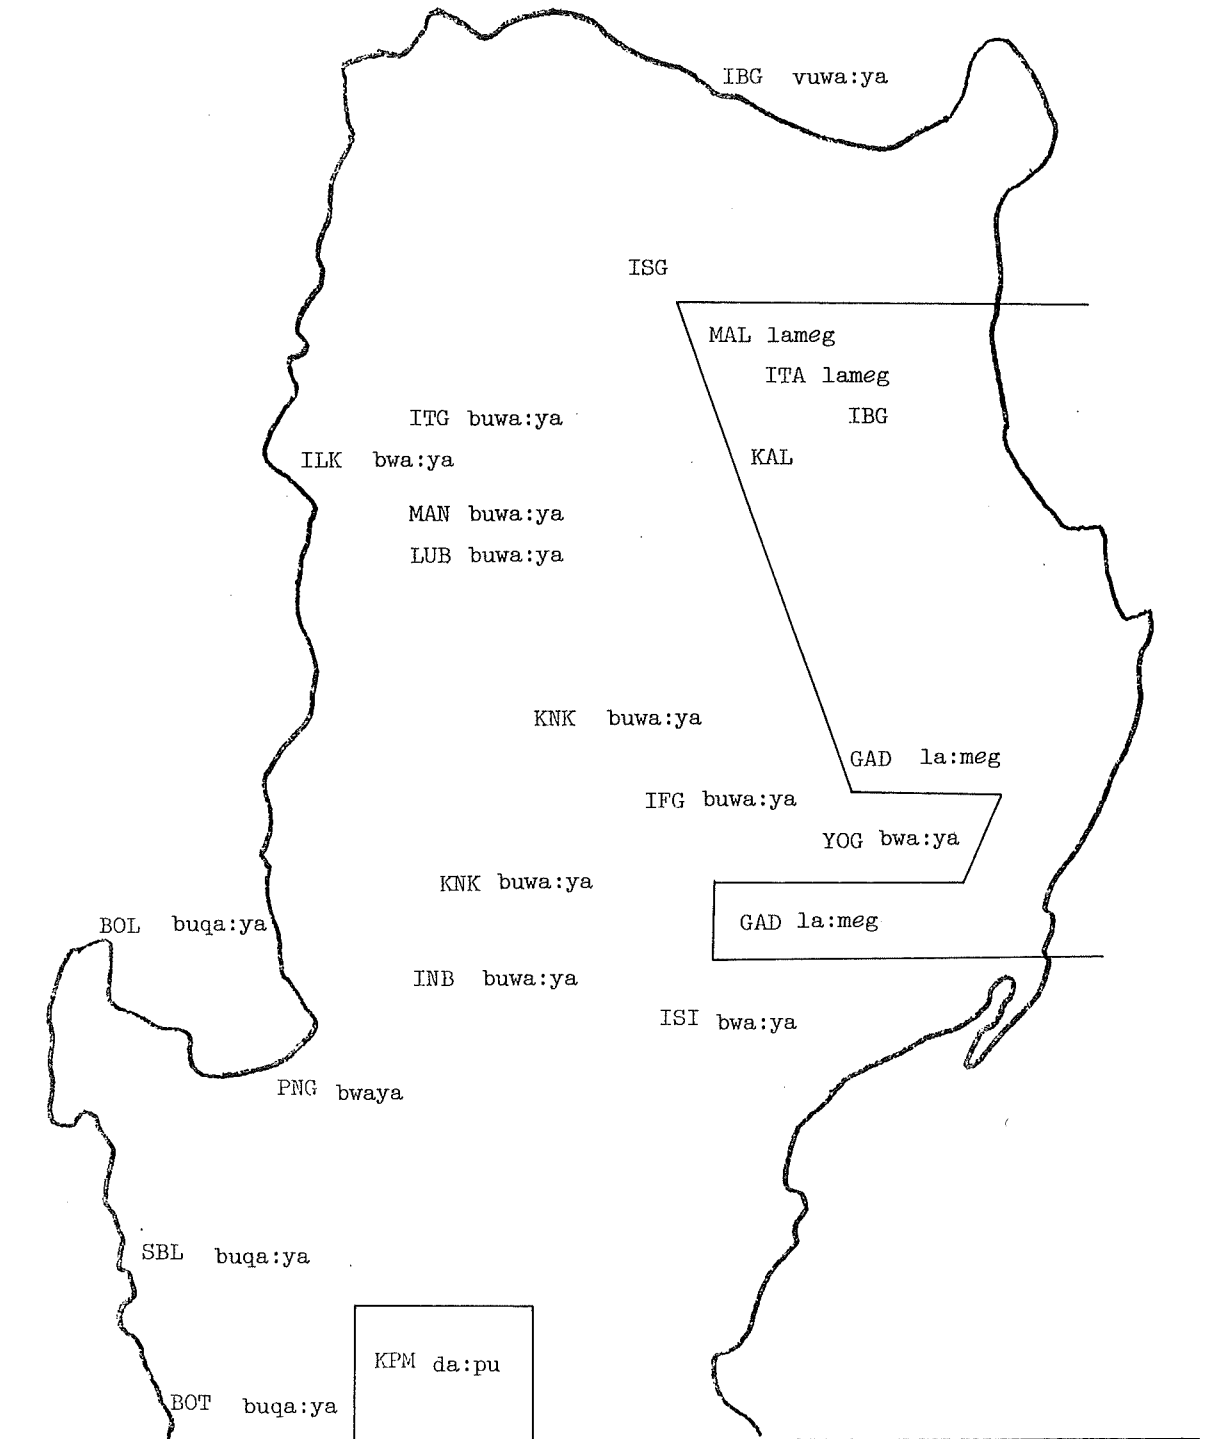 IBG vuwa:ya
ISG
MAL lameg
ITA lameg
IBG
ITG buwa:ya
KAL
ILK bwa:ya
MAN buwa:ya
LUB buwa:ya
KNK buwa:ya
GAD la:meg
IFG buwa:ya
YOG bwa:ya
KNK buwa:ya
GAD la:meg
BOL buqa:ya
INB buwa:ya
ISI bwa:ya
PNG bwaya
SBL buqa:ya
KPM da:pu
BOT buqa:ya